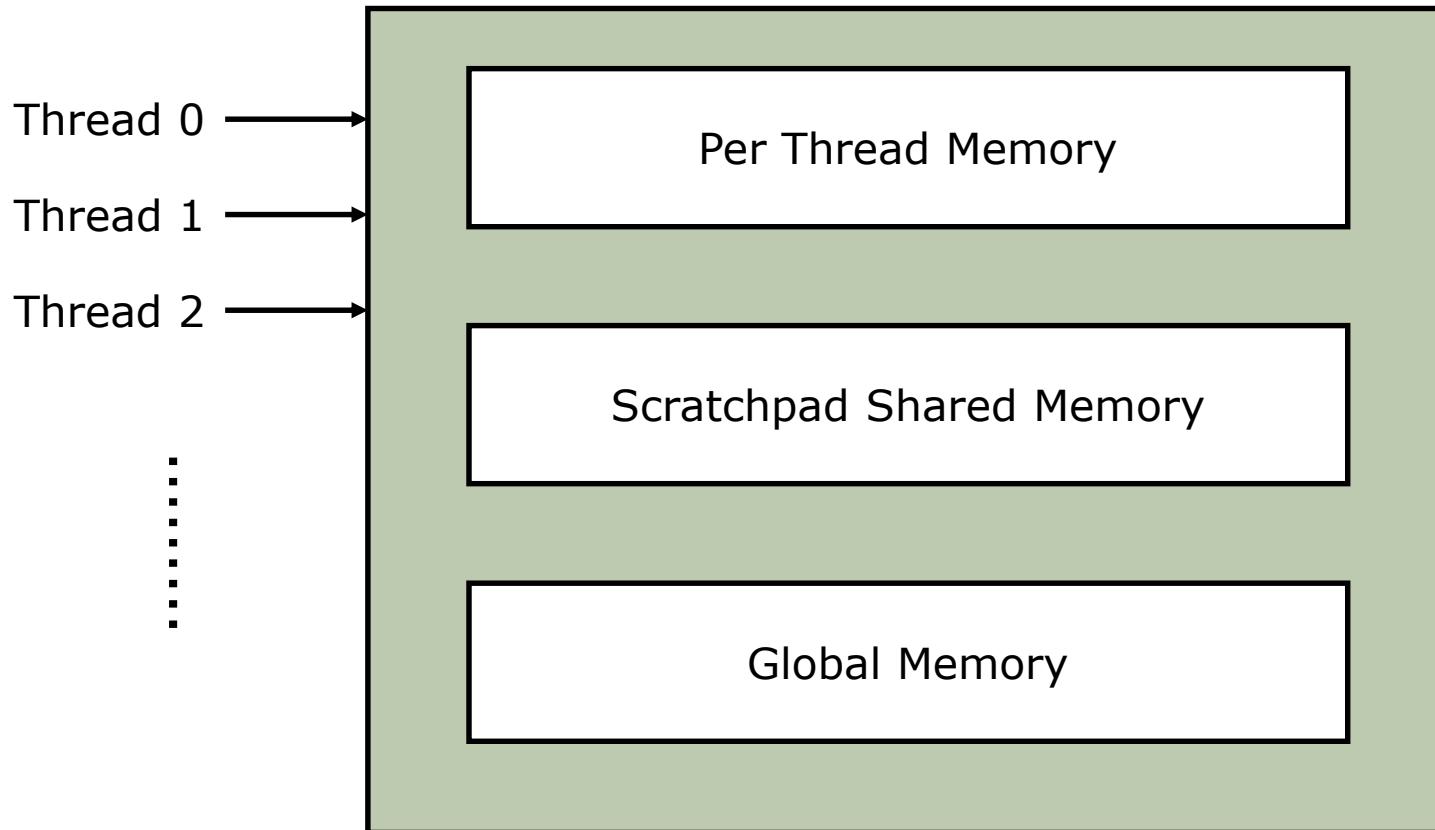 Thread 0
Thread 1
Thread 2
Per Thread Memory
Scratchpad Shared Memory
Global Memory